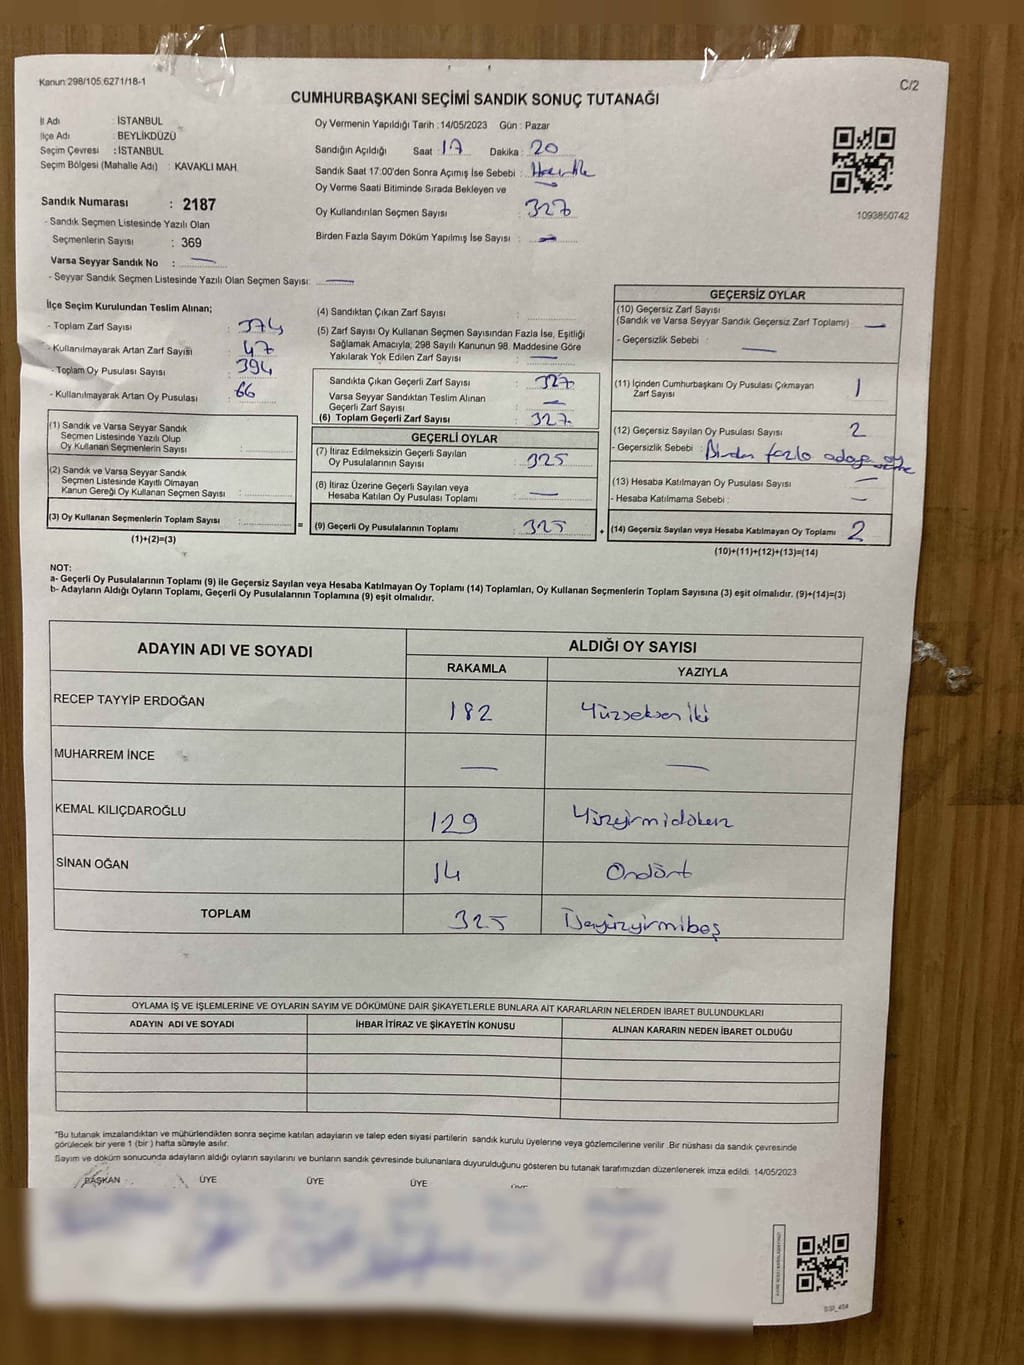 Kanun 298/105:6271/18-1
C/2
CUMHURBAŞKANI SEÇİMİ SANDIK SONUÇ TUTANAĞI
İl Adı : İSTANBUL
İlçe Adı : BEYLİKDÜZÜ
Seçim Çevresi : İSTANBUL
Seçim Bölgesi (Mahalle Adı) : KAVAKLI MAH.
Sandık Numarası : 2187
- Sandık Seçmen Listesinde Yazılı Olan
Seçmenlerin Sayısı : 369
Varsa Seyyar Sandık No : —
- Seyyar Sandık Seçmen Listesinde Yazılı Olan Seçmen Sayısı: —
Oy Vermenin Yapıldığı Tarih :14/05/2023 Gün : Pazar
Sandığın Açıldığı Saat 17 Dakika : 20
Sandık Saat 17:00'den Sonra Açımış İse Sebebi :
Oy Verme Saati Bitiminde Sırada Bekleyen ve
Oy Kullandırılan Seçmen Sayısı : 327
Birden Fazla Sayım Döküm Yapılmış İse Sayısı : —
1093850742
İlçe Seçim Kurulundan Teslim Alınan;
- Toplam Zarf Sayısı : 374
- Kullanılmayarak Artan Zarf Sayısı : 47
- Toplam Oy Pusulası Sayısı : 394
- Kullanılmayarak Artan Oy Pusulası : 66
(1) Sandık ve Varsa Seyyar Sandık
Seçmen Listesinde Yazılı Olup
Oy Kullanan Seçmenlerin Sayısı :
(2) Sandık ve Varsa Seyyar Sandık
Seçmen Listesinde Kayıtlı Olmayan
Kanun Gereği Oy Kullanan Seçmen Sayısı :
(3) Oy Kullanan Seçmenlerin Toplam Sayısı :
(1)+(2)=(3)
=
(4) Sandıktan Çıkan Zarf Sayısı :
(5) Zarf Sayısı Oy Kullanan Seçmen Sayısından Fazla İse, Eşitliği
Sağlamak Amacıyla, 298 Sayılı Kanunun 98. Maddesine Göre
Yakılarak Yok Edilen Zarf Sayısı : —
Sandıkta Çıkan Geçerli Zarf Sayısı : 327
Varsa Seyyar Sandıktan Teslim Alınan
Geçerli Zarf Sayısı : —
(6) Toplam Geçerli Zarf Sayısı : 327
GEÇERLİ OYLAR
(7) İtiraz Edilmeksizin Geçerli Sayılan
Oy Pusulalarının Sayısı : 325
(8) İtiraz Üzerine Geçerli Sayılan veya
Hesaba Katılan Oy Pusulası Toplamı : —
(9) Geçerli Oy Pusulalarının Toplamı : 325
+
GEÇERSİZ OYLAR
(10) Geçersiz Zarf Sayısı
(Sandık ve Varsa Seyyar Sandık Geçersiz Zarf Toplamı) —
- Geçersizlik Sebebi : —
(11) İçinden Cumhurbaşkanı Oy Pusulası Çıkmayan
Zarf Sayısı 1
(12) Geçersiz Sayılan Oy Pusulası Sayısı 2
- Geçersizlik Sebebi : Birden fazla adaya oy
(13) Hesaba Katılmayan Oy Pusulası Sayısı —
- Hesaba Katılmama Sebebi : —
(14) Geçersiz Sayılan veya Hesaba Katılmayan Oy Toplamı 2
(10)+(11)+(12)+(13)=(14)
NOT:
a- Geçerli Oy Pusulalarının Toplamı (9) ile Geçersiz Sayılan veya Hesaba Katılmayan Oy Toplamı (14) Toplamları, Oy Kullanan Seçmenlerin Toplam Sayısına (3) eşit olmalıdır. (9)+(14)=(3)
b- Adayların Aldığı Oyların Toplamı, Geçerli Oy Pusulalarının Toplamına (9) eşit olmalıdır.
ADAYIN ADI VE SOYADI
ALDIĞI OY SAYISI
RAKAMLA YAZIYLA
RECEP TAYYİP ERDOĞAN 182 Yüzseksen iki
MUHARREM İNCE — —
KEMAL KILIÇDAROĞLU 129 Yüzyirmidokuz
SİNAN OĞAN 14 Ondört
TOPLAM 325 Üçyüzyirmibeş
OYLAMA İŞ VE İŞLEMLERİNE VE OYLARIN SAYIM VE DÖKÜMÜNE DAİR ŞİKAYETLERLE BUNLARA AİT KARARLARIN NELERDEN İBARET BULUNDUKLARI
ADAYIN ADI VE SOYADI İHBAR İTİRAZ VE ŞİKAYETİN KONUSU ALINAN KARARIN NEDEN İBARET OLDUĞU
"Bu tutanak imzalandıktan ve mühürlendikten sonra seçime katılan adayların ve talep eden siyasi partilerin sandık kurulu üyelerine veya gözlemcilerine verilir. Bir nüshası da sandık çevresinde
görülecek bir yere 1 (bir) hafta süreyle asılır.
Sayım ve döküm sonucunda adayların aldığı oyların sayılarını ve bunların sandık çevresinde bulunanlara duyurulduğunu gösteren bu tutanak tarafımızdan düzenlenerek imza edildi. 14/05/2023
BAŞKAN ÜYE ÜYE ÜYE